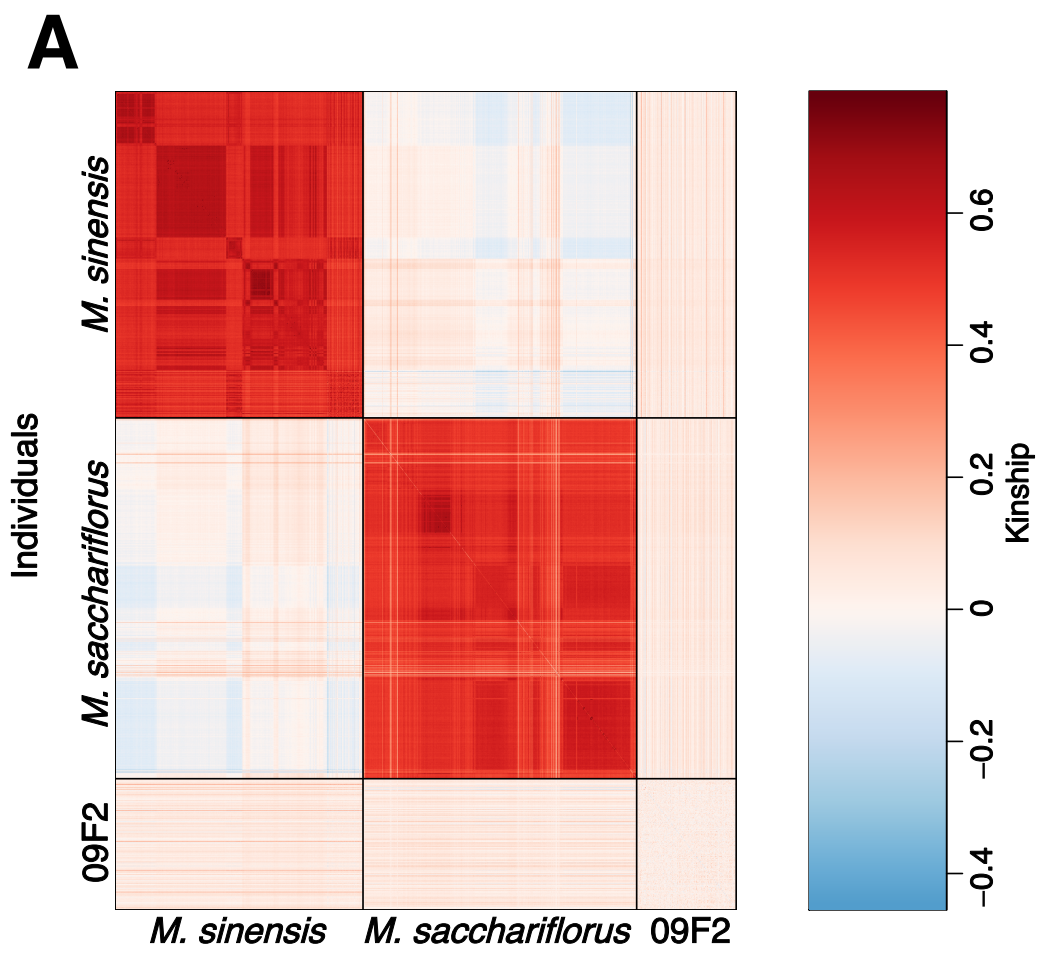 A
Individuals
M. sinensis
M. sacchariflorus
09F2
M. sinensis
M. sacchariflorus
09F2
0.6
0.4
0.2
0
−0.2
−0.4
Kinship